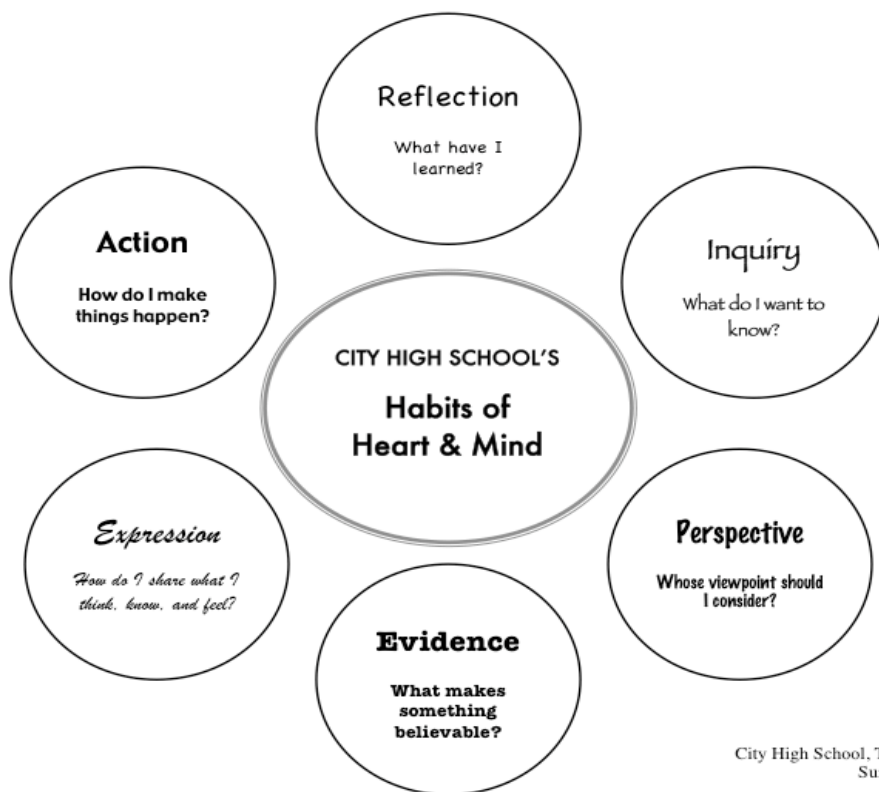 Reflection
What have I
learned?
Action
How do I make
things happen?
Inquiry
What do I want to
know?
CITY HIGH SCHOOL'S
Habits of
Heart & Mind
Expression
How do I share what I
think, know, and feel?
Perspective
Whose viewpoint should
I consider?
Evidence
What makes
something
believable?
City High School,